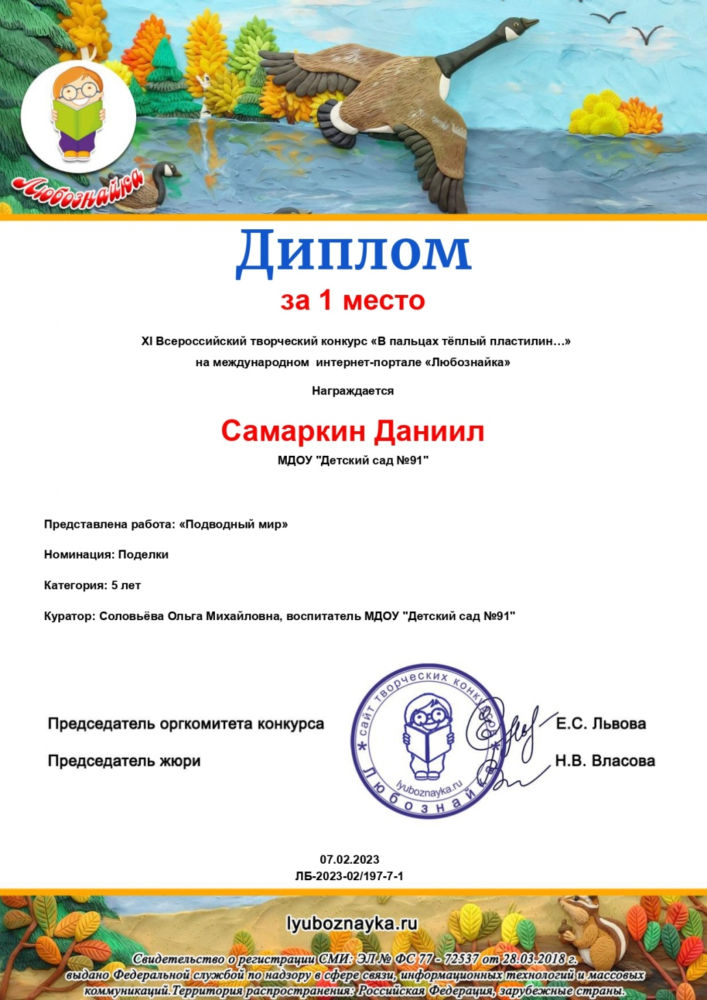 Любознайка
Диплом
за 1 место
XI Всероссийский творческий конкурс «В пальцах тёплый пластилин…»
на международном интернет-портале «Любознайка»
Награждается
Самаркин Даниил
МДОУ "Детский сад №91"
Представлена работа: «Подводный мир»
Номинация: Поделки
Категория: 5 лет
Куратор: Соловьёва Ольга Михайловна, воспитатель МДОУ "Детский сад №91"
сайт творческих конкурсов
Председатель оргкомитета конкурса Е.С. Львова
Председатель жюри Н.В. Власова
lyuboznayka.ru
* Любознайка *
07.02.2023
ЛБ-2023-02/197-7-1
lyuboznayka.ru
Свидетельство о регистрации СМИ: ЭЛ № ФС 77 - 72537 от 28.03.2018 г.
выдано Федеральной службой по надзору в сфере связи, информационных технологий и массовых
коммуникаций.Территория распространения: Российская Федерация, зарубежные страны.